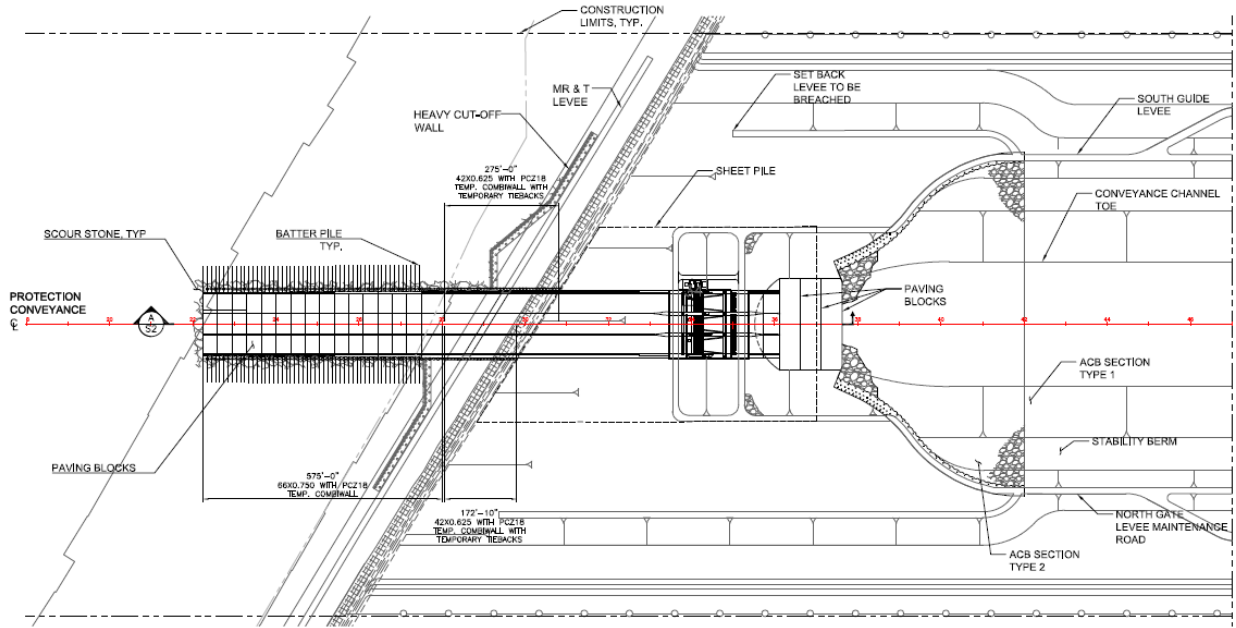 CONSTRUCTION
LIMITS, TYP.
MR & T
LEVEE
SET BACK
LEVEE TO BE
BREACHED
SOUTH GUIDE
LEVEE
HEAVY CUT-OFF
WALL
275'-0"
42X0.625 WITH PCZ18
TEMP. COMBIWALL WITH
TEMPORARY TIEBACKS
SHEET PILE
CONVEYANCE CHANNEL
TOE
SCOUR STONE, TYP
BATTER PILE
TYP.
PROTECTION
CONVEYANCE
A
S2
PAVING
BLOCKS
ACB SECTION
TYPE 1
STABILITY BERM
PAVING BLOCKS
575'-0"
66X0.750 WITH PCZ18
TEMP. COMBIWALL
172'-10"
42X0.625 WITH PCZ18
TEMP. COMBIWALL WITH
TEMPORARY TIEBACKS
NORTH GATE
LEVEE MAINTENANCE
ROAD
ACB SECTION
TYPE 2